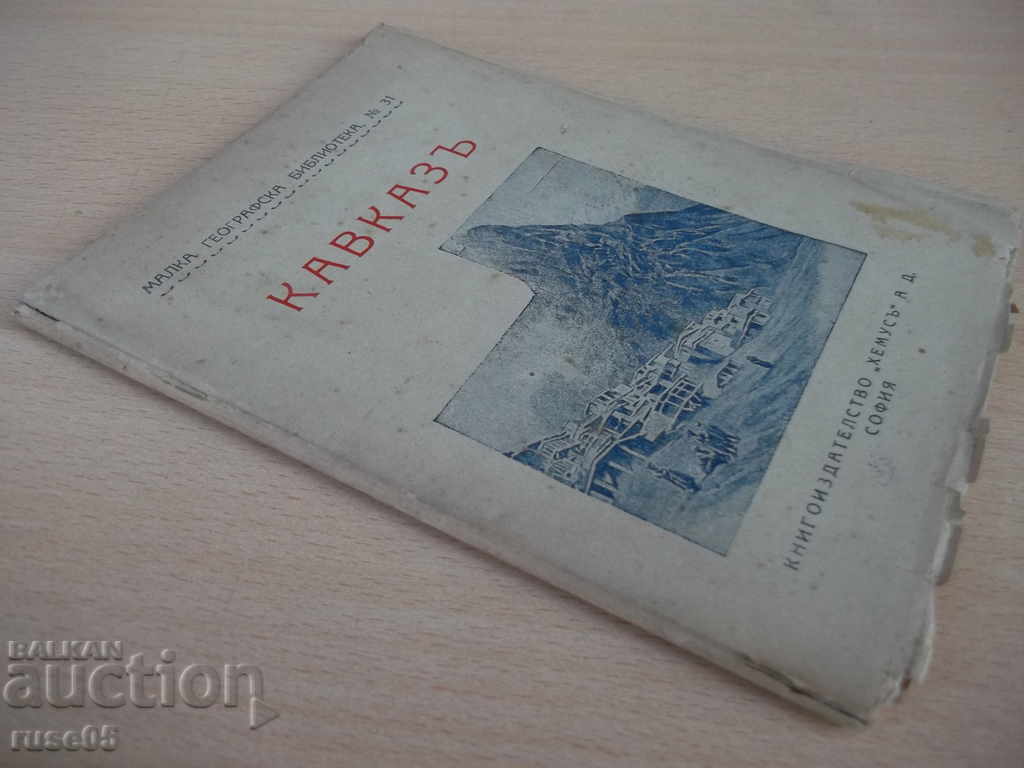 МАЛКА ГЕОГРАФСКА БИБЛИОТЕКА № 31
КАВКАЗЪ
КНИГОИЗДАТЕЛСТВО „ХЕМУСЪ" А. Д.
СОФИЯ
BALKAN
auction
ruse05